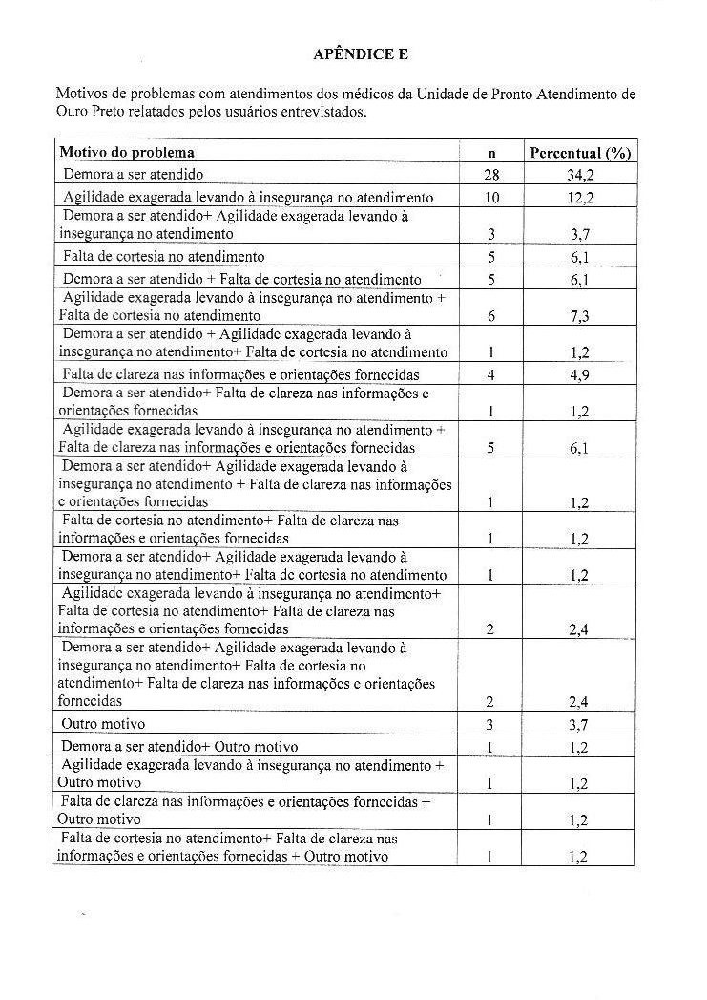 APÊNDICE E
Motivos de problemas com atendimentos dos médicos da Unidade de Pronto Atendimento de
Ouro Preto relatados pelos usuários entrevistados.
Motivo do problema n Percentual (%)
Demora a ser atendido 28 34,2
Agilidade exagerada levando à insegurança no atendimento 10 12,2
Demora a ser atendido+ Agilidade exagerada levando à
insegurança no atendimento 3 3,7
Falta de cortesia no atendimento 5 6,1
Demora a ser atendido + Falta de cortesia no atendimento 5 6,1
Agilidade exagerada levando à insegurança no atendimento +
Falta de cortesia no atendimento 6 7,3
Demora a ser atendido + Agilidade exagerada levando à
insegurança no atendimento+ Falta de cortesia no atendimento 1 1,2
Falta de clareza nas informações e orientações fornecidas 4 4,9
Demora a ser atendido+ Falta de clareza nas informações e
orientações fornecidas 1 1,2
Agilidade exagerada levando à insegurança no atendimento +
Falta de clareza nas informações e orientações fornecidas 5 6,1
Demora a ser atendido+ Agilidade exagerada levando à
insegurança no atendimento + Falta de clareza nas informações
e orientações fornecidas 1 1,2
Falta de cortesia no atendimento+ Falta de clareza nas
informações e orientações fornecidas 1 1,2
Demora a ser atendido+ Agilidade exagerada levando à
insegurança no atendimento+ Falta de cortesia no atendimento 1 1,2
Agilidade exagerada levando à insegurança no atendimento+
Falta de cortesia no atendimento+ Falta de clareza nas
informações e orientações fornecidas 2 2,4
Demora a ser atendido+ Agilidade exagerada levando à
insegurança no atendimento+ Falta de cortesia no
atendimento+ Falta de clareza nas informações e orientações
fornecidas 2 2,4
Outro motivo 3 3,7
Demora a ser atendido+ Outro motivo 1 1,2
Agilidade exagerada levando à insegurança no atendimento +
Outro motivo 1 1,2
Falta de clareza nas informações e orientações fornecidas +
Outro motivo 1 1,2
Falta de cortesia no atendimento+ Falta de clareza nas
informações e orientações fornecidas + Outro motivo 1 1,2